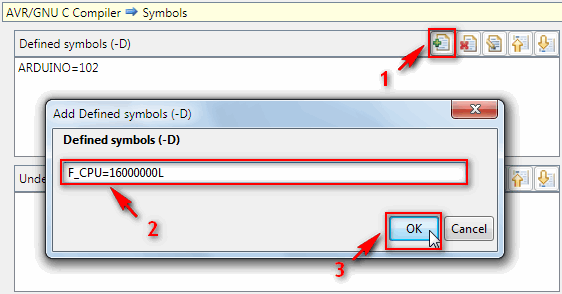 AVR/GNU C Compiler Symbols
Defined symbols (-D)
1
ARDUINO=102
Add Defined symbols (-D)
Defined symbols (-D)
F_CPU=16000000L
2
OK
Cancel
3